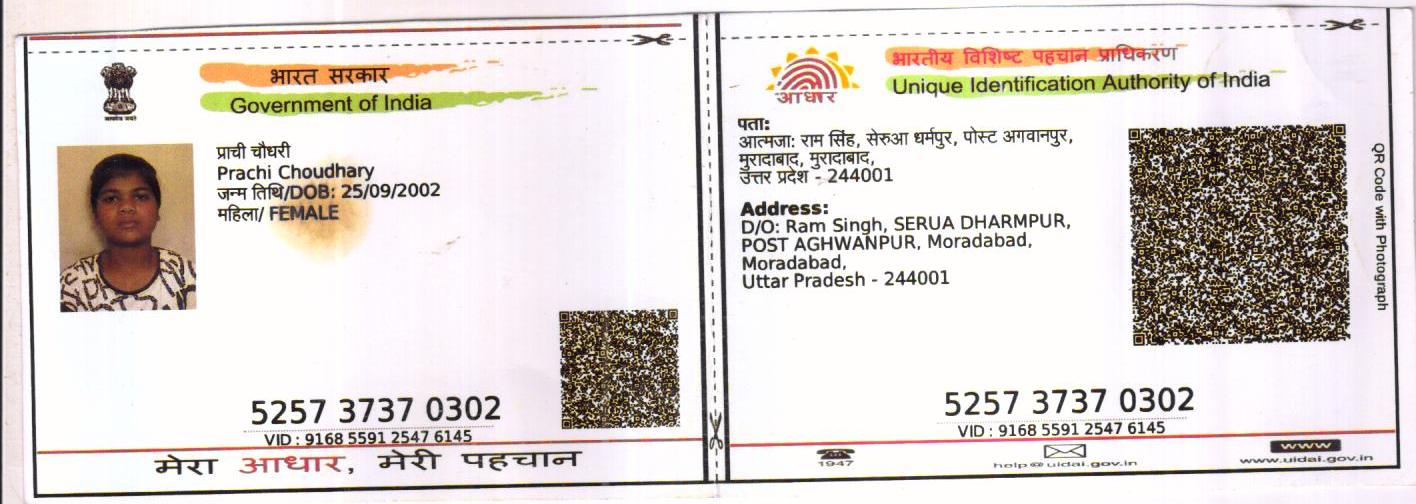 भारत सरकार
Government of India
प्राची चौधरी
Prachi Choudhary
जन्म तिथि/DOB: 25/09/2002
महिला/ FEMALE
5257 3737 0302
VID : 9168 5591 2547 6145
मेरा आधार, मेरी पहचान
आधार
भारतीय विशिष्ट पहचान प्राधिकरण
Unique Identification Authority of India
पता:
आत्मजा: राम सिंह, सेरुआ धर्मपुर, पोस्ट अगवानपुर,
मुरादाबाद, मुरादाबाद,
उत्तर प्रदेश - 244001
Address:
D/O: Ram Singh, SERUA DHARMPUR,
POST AGHWANPUR, Moradabad,
Moradabad,
Uttar Pradesh - 244001
QR Code with Photograph
5257 3737 0302
VID : 9168 5591 2547 6145
1947
help@uidai.gov.in
www
www.uidai.gov.in